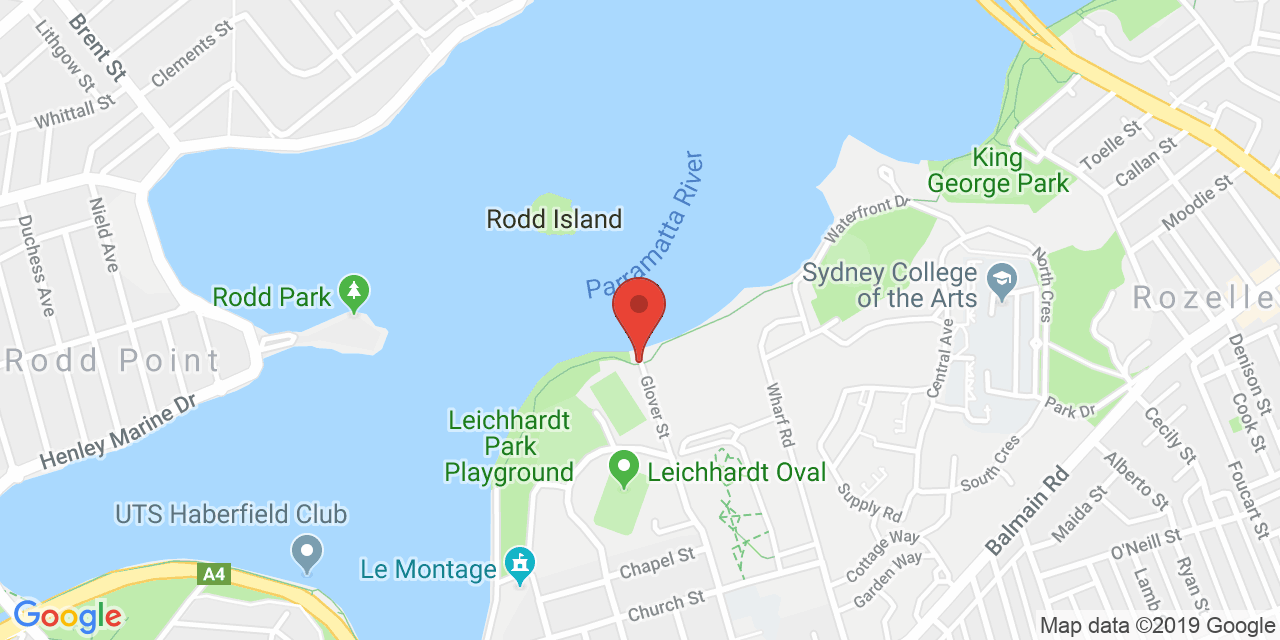 Brent St
Lithgow St
Clements St
Whittall St
Toelle St
Callan St
King
George Park
Moodie St
Nield Ave
Duchess Ave
Parramatta River
Rodd Island
Waterfront Dr
North Cres
Sydney College
of the Arts
Rozelle
Rodd Park
Rodd Point
Central Ave
Denison St
Glover St
Wharf Rd
Park Dr
Cook St
Cecily St
Henley Marine Dr
Leichhardt
Park
Playground
Leichhardt Oval
South Cres
Balmain Rd
Alberto St
Foucart St
Maida St
Supply Rd
UTS Haberfield Club
Cottage Way
O'Neill St
Garden Way
Ryan St
Lamb
Chapel St
Le Montage
A4
Church St
Google
Map data ©2019 Google